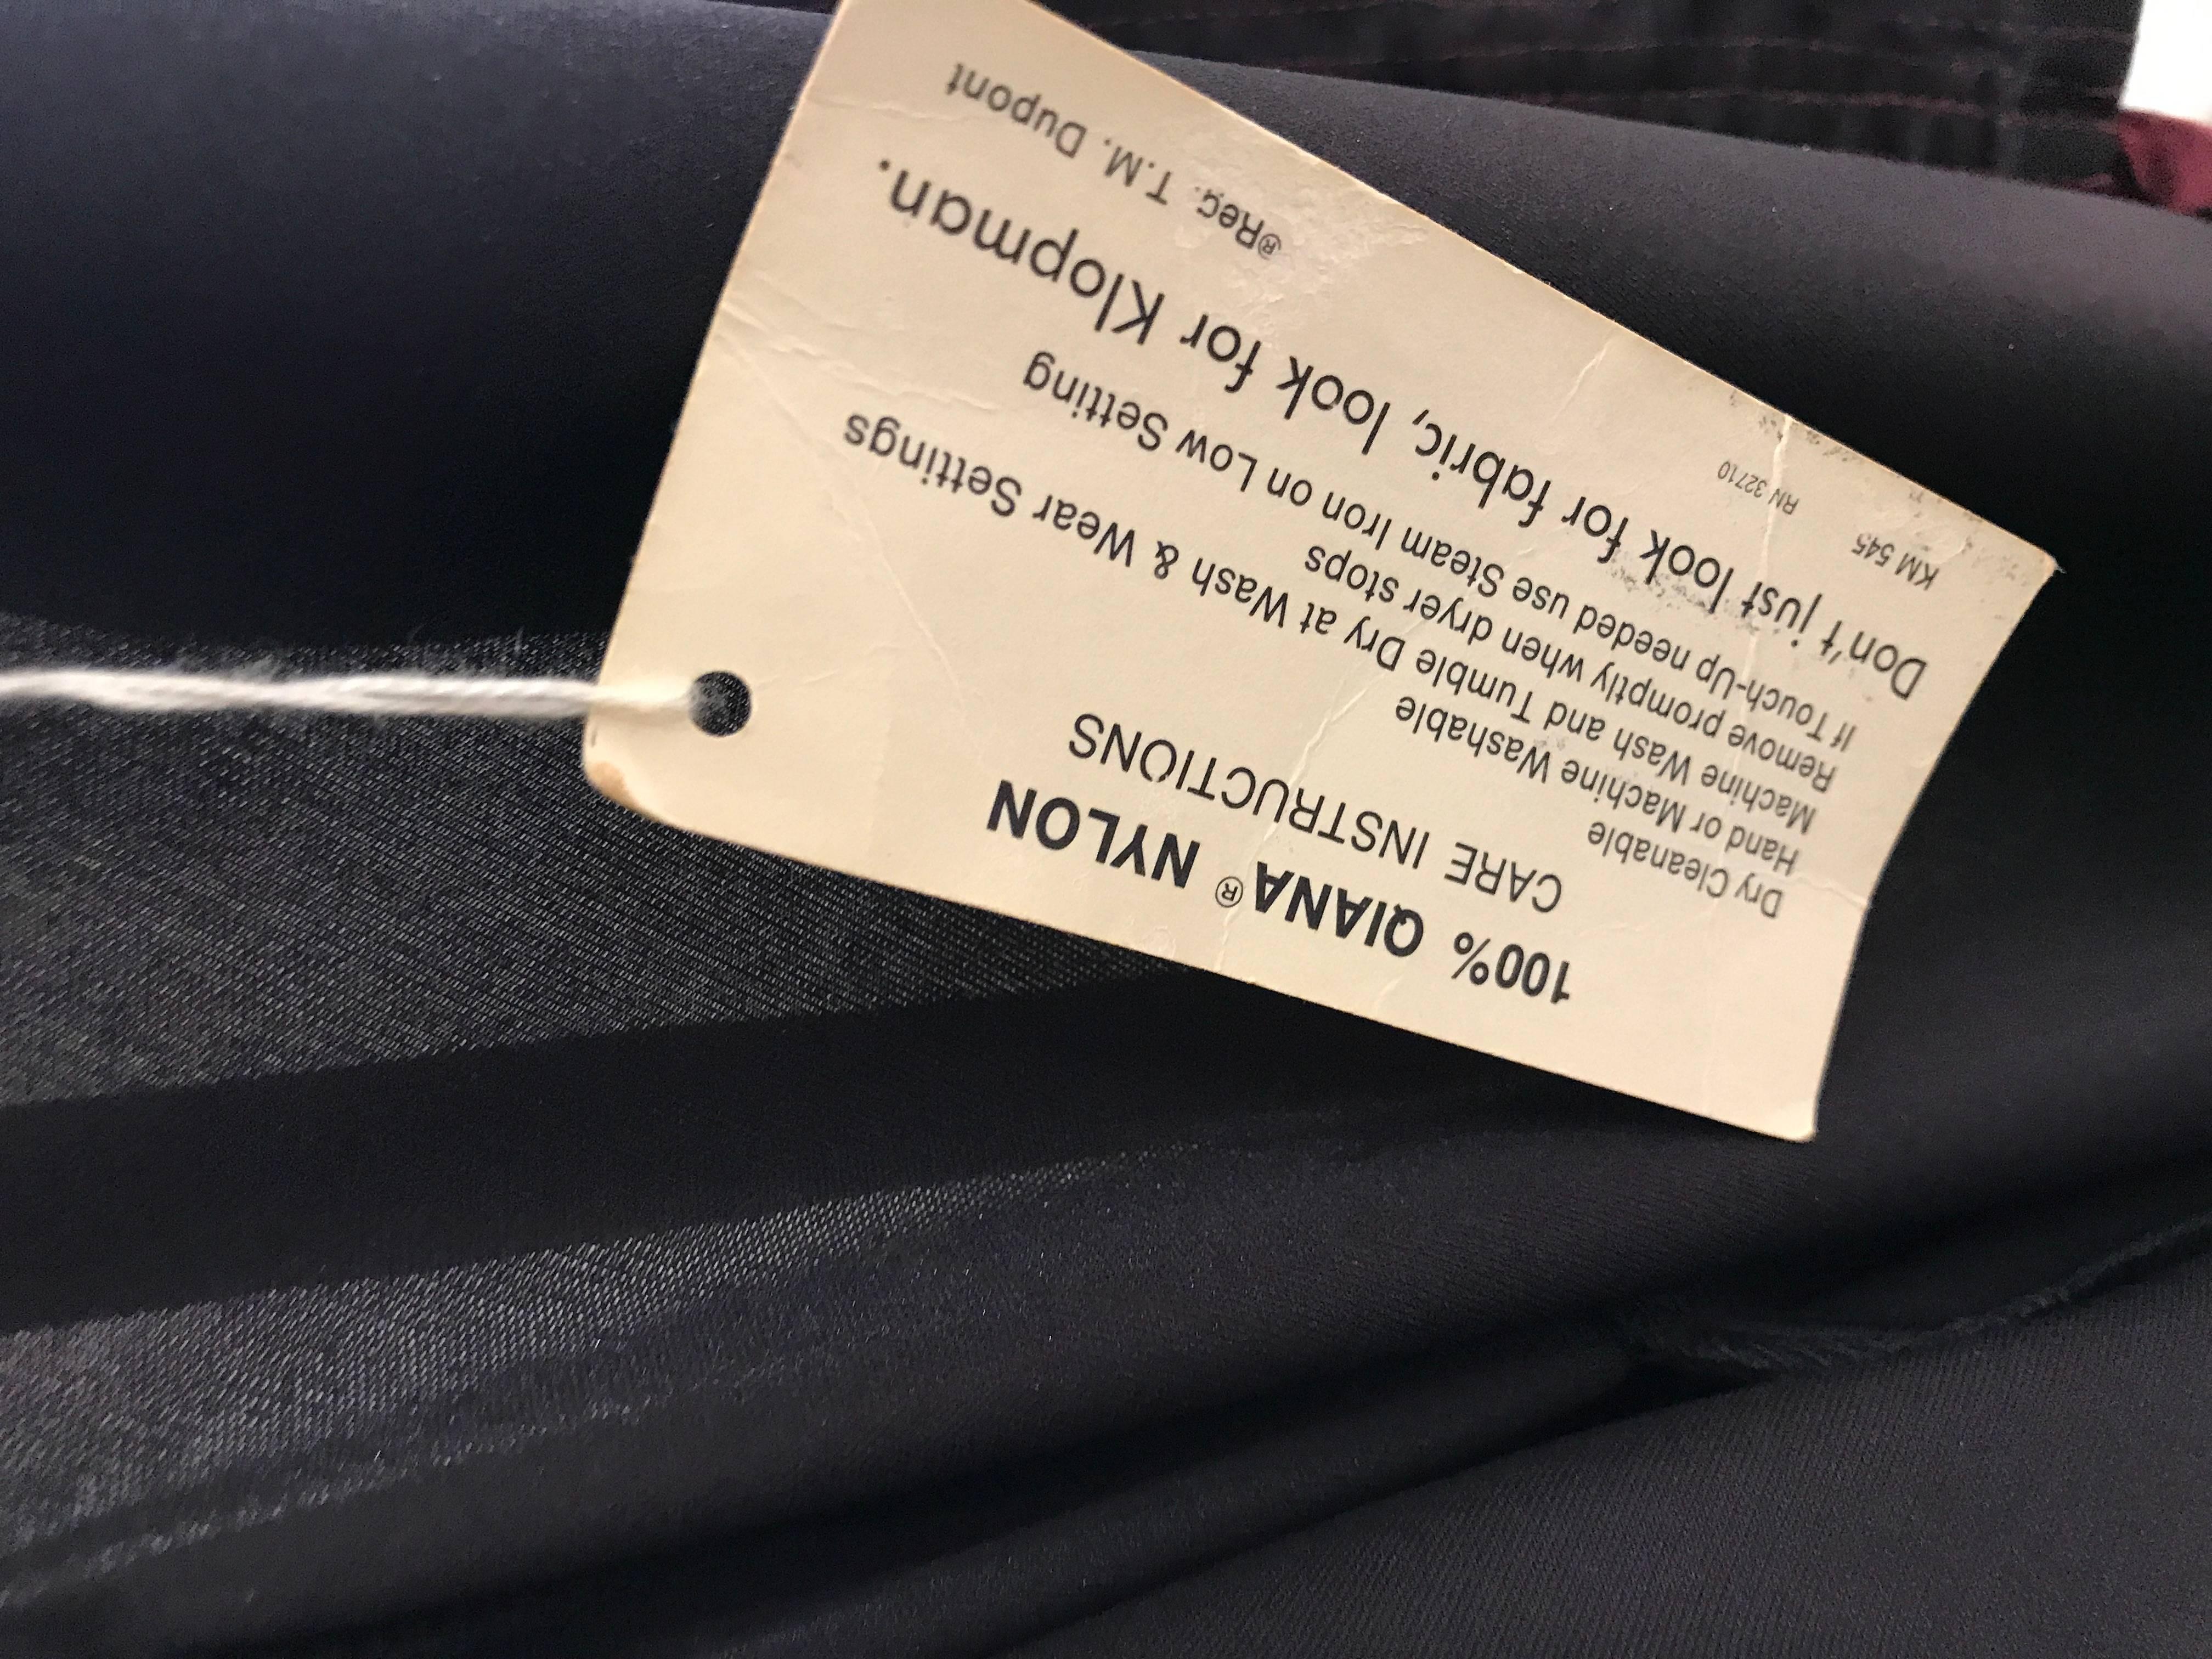 100% QIANA® NYLON
CARE INSTRUCTIONS
Dry Cleanable
Hand or Machine Washable
Machine Wash and Tumble Dry at Wash & Wear Settings
Remove promptly when dryer stops
If Touch-Up needed use Steam Iron on Low Setting
Don't just look for fabric, look for Klopman.
KM 545
RN 32710
®Reg. T.M. Dupont